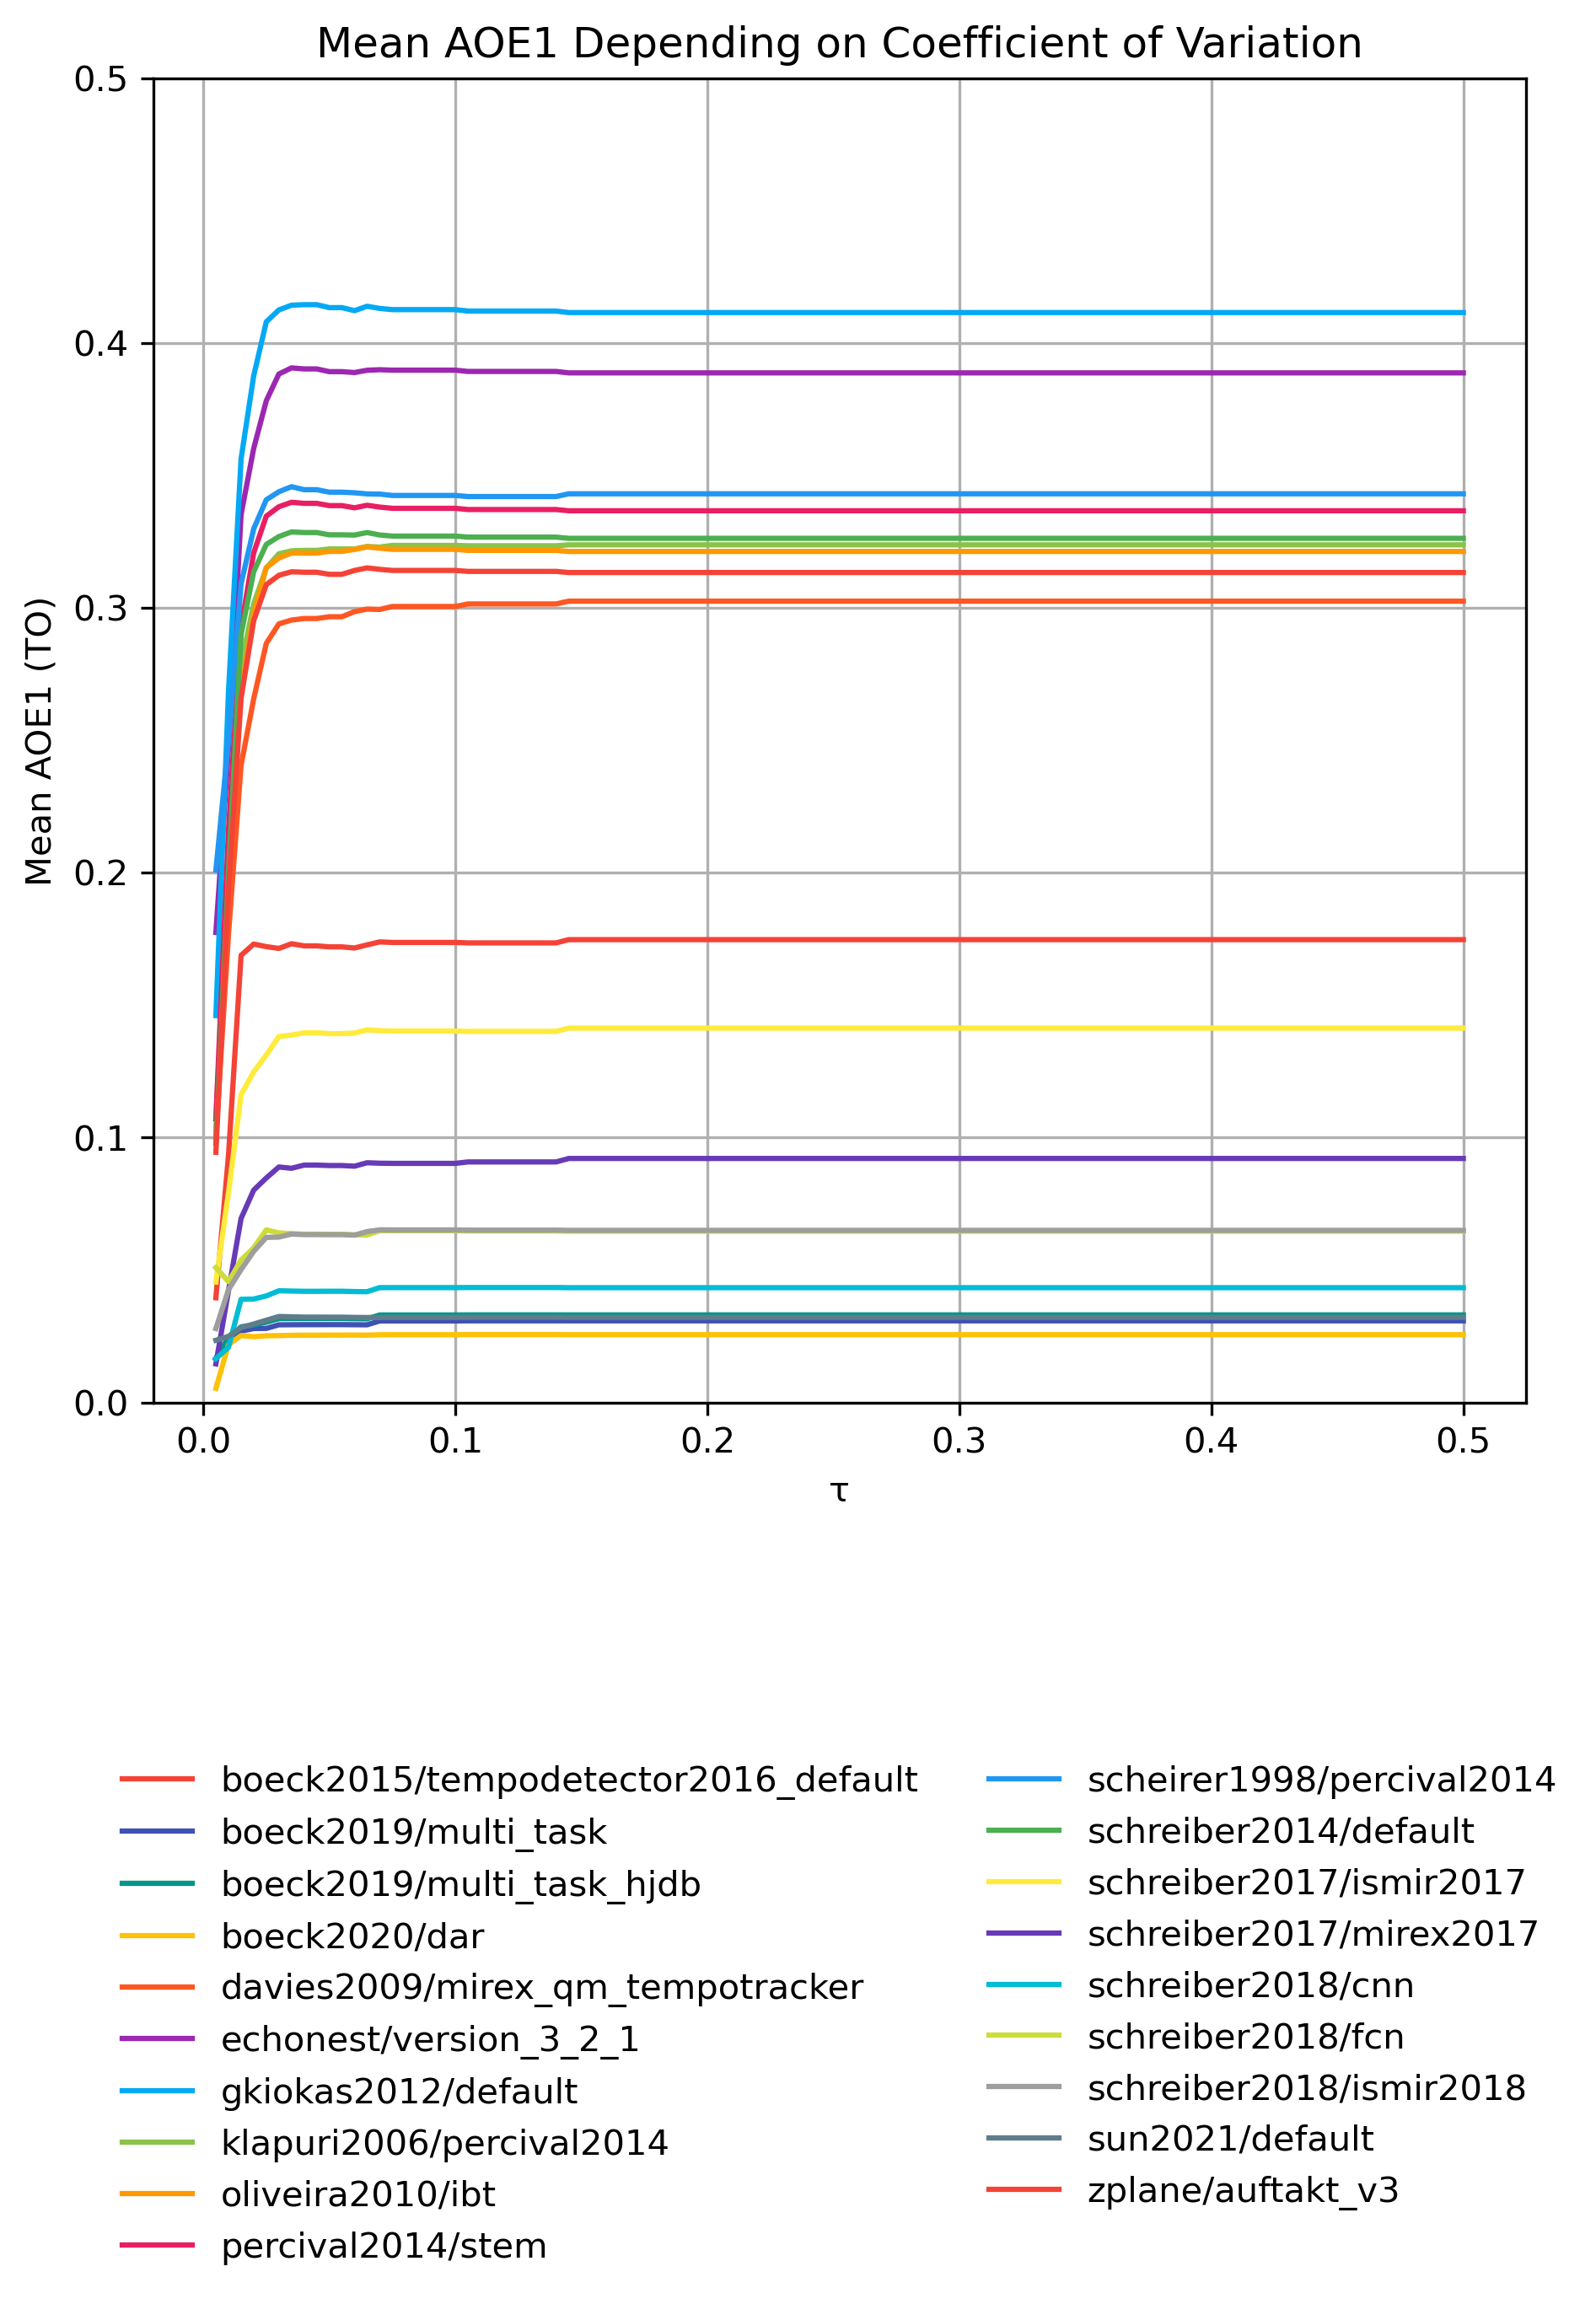 Mean AOE1 Depending on Coefficient of Variation
0.5
0.4
0.3
0.2
0.1
0.0
Mean AOE1 (TO)
0.0 0.1 0.2 0.3 0.4 0.5
τ
boeck2015/tempodetector2016_default
boeck2019/multi_task
boeck2019/multi_task_hjdb
boeck2020/dar
davies2009/mirex_qm_tempotracker
echonest/version_3_2_1
gkiokas2012/default
klapuri2006/percival2014
oliveira2010/ibt
percival2014/stem
scheirer1998/percival2014
schreiber2014/default
schreiber2017/ismir2017
schreiber2017/mirex2017
schreiber2018/cnn
schreiber2018/fcn
schreiber2018/ismir2018
sun2021/default
zplane/auftakt_v3